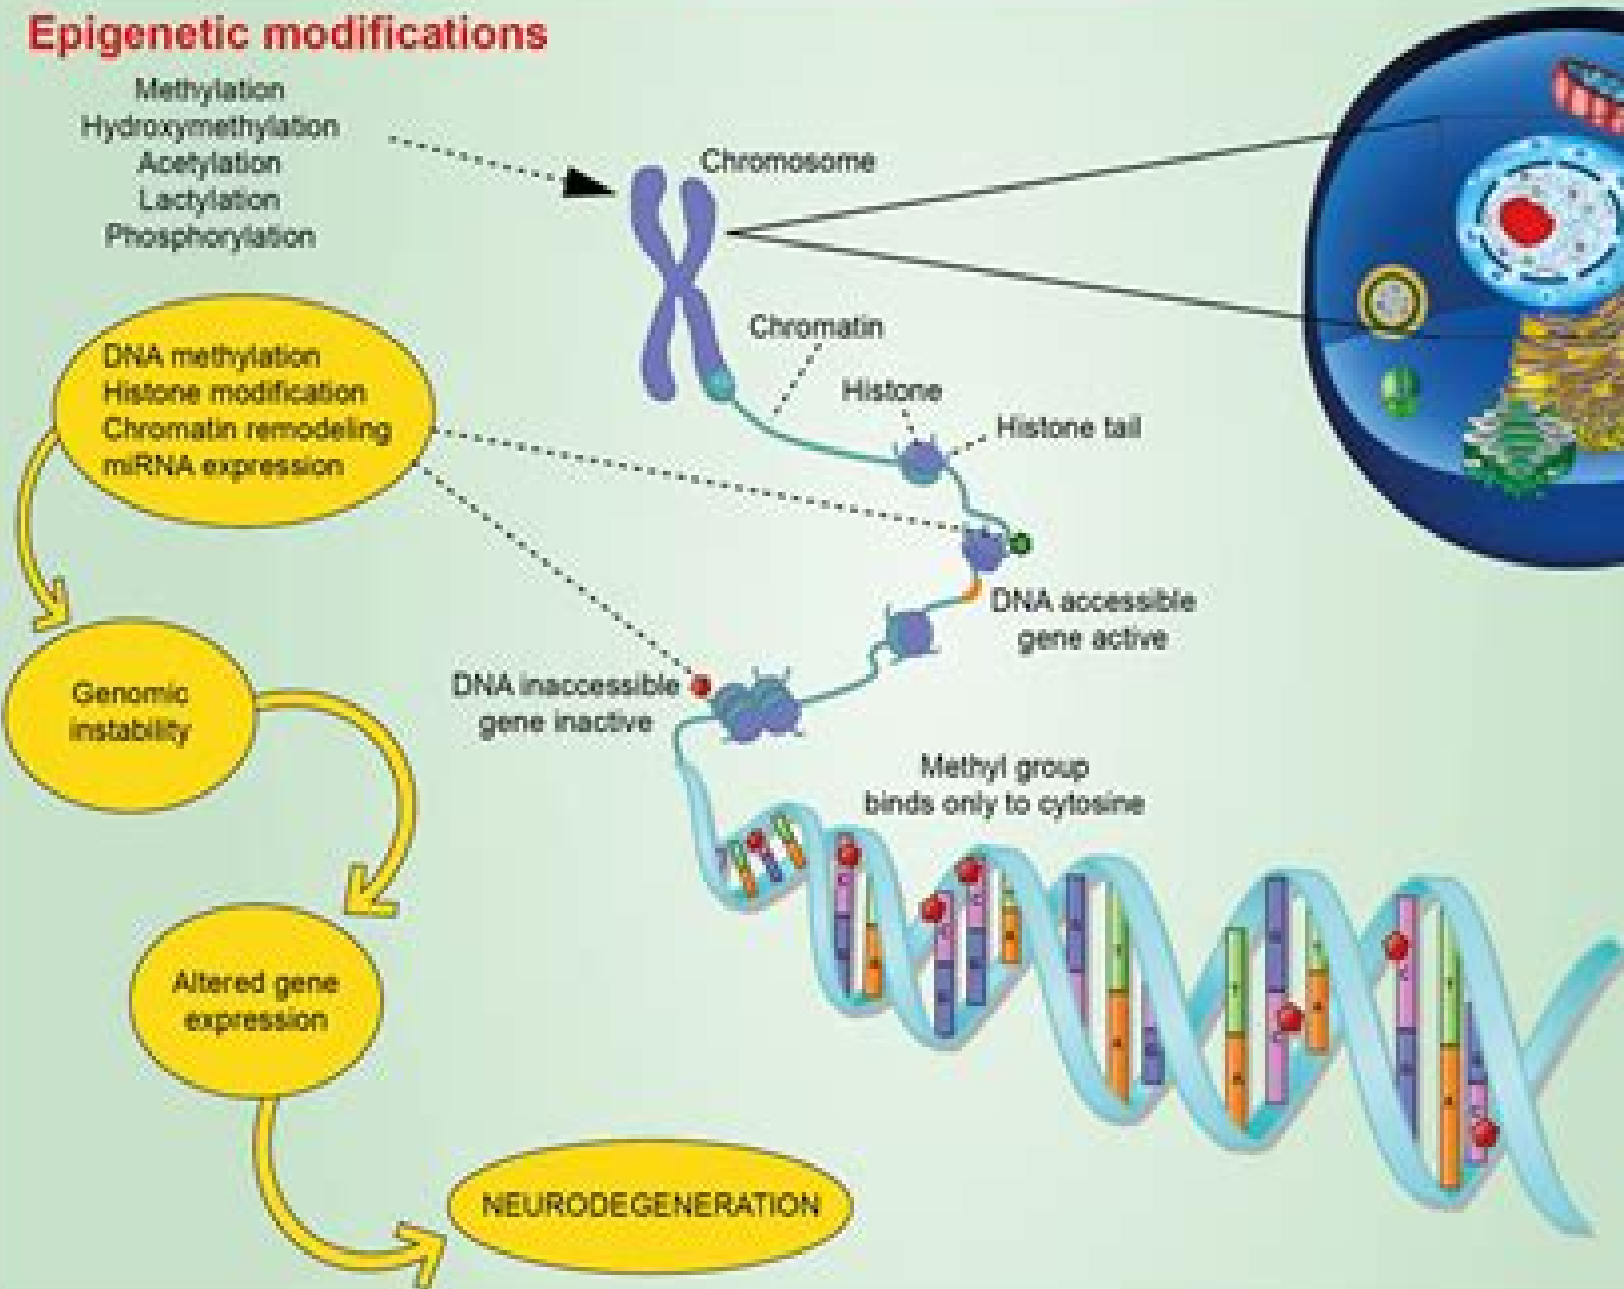 Epigenetic modifications
Methylation
Hydroxymethylation
Acetylation
Lactylation
Phosphorylation
Chromosome
Chromatin
Histone
Histone tail
DNA methylation
Histone modification
Chromatin remodeling
miRNA expression
DNA accessible
gene active
Genomic
instability
DNA inaccessible
gene inactive
Methyl group
binds only to cytosine
Altered gene
expression
NEURODEGENERATION